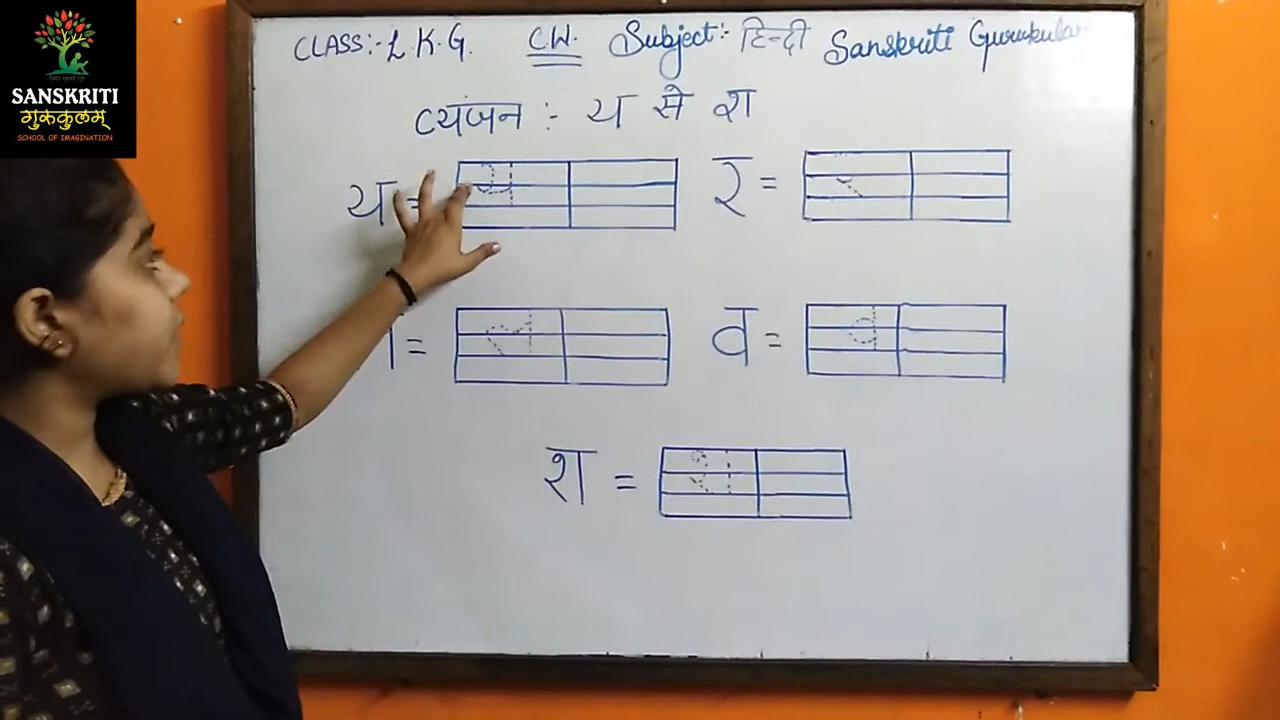 SANSKRITI
गुरुकुलम्
SCHOOL OF IMAGINATION
CLASS:- L.K.G. C.W. Subject:- हिन्दी Sanskriti Gurukulam
व्यंजन :- य से श
य = य र = र
= ल व = व
श = श